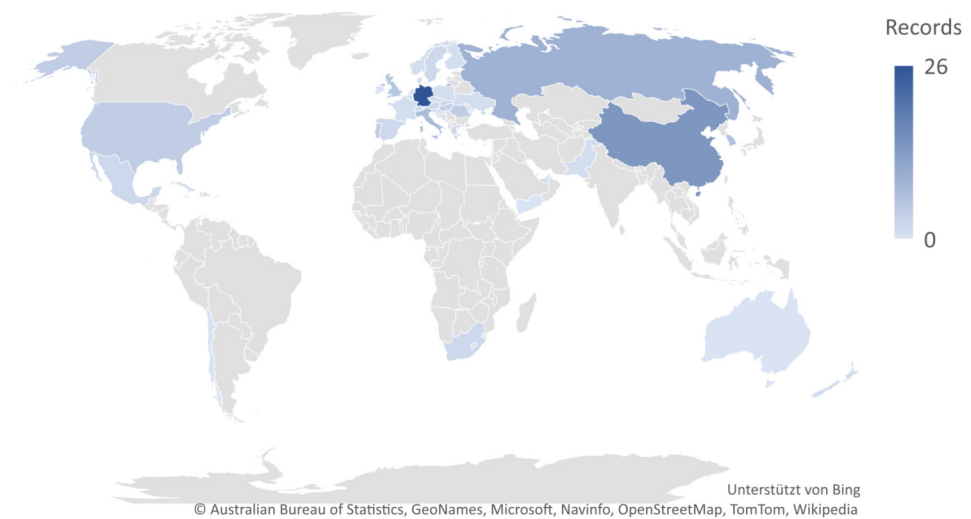 Records
26
0
Unterstützt von Bing
© Australian Bureau of Statistics, GeoNames, Microsoft, Navinfo, OpenStreetMap, TomTom, Wikipedia